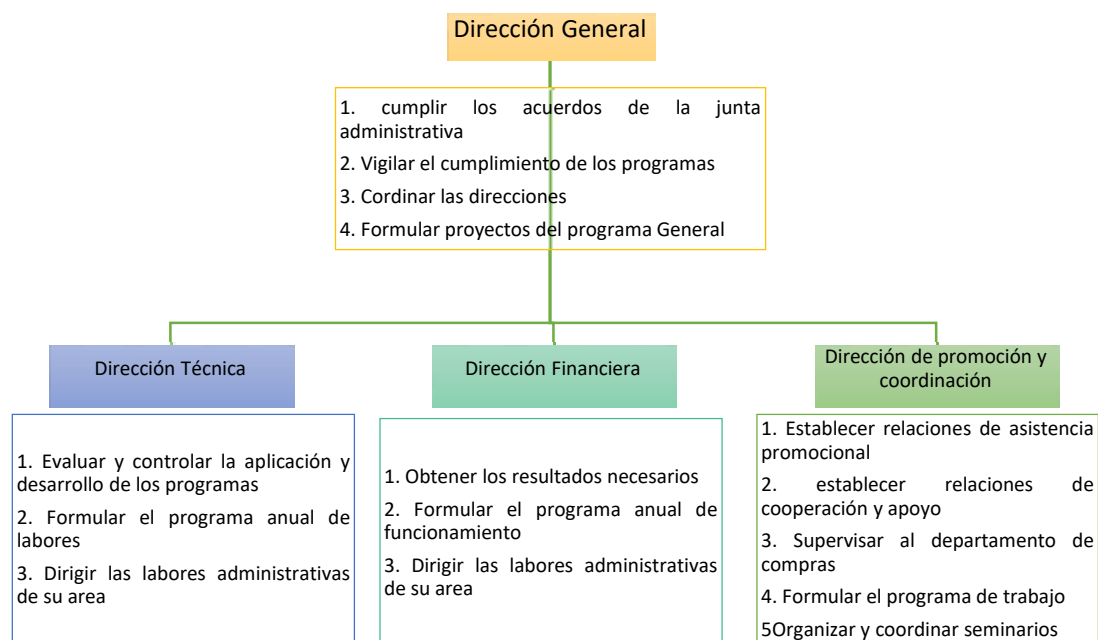 Dirección General
1. cumplir los acuerdos de la junta
administrativa
2. Vigilar el cumplimiento de los programas
3. Cordinar las direcciones
4. Formular proyectos del programa General
Dirección Técnica
1. Evaluar y controlar la aplicación y
desarrollo de los programas
2. Formular el programa anual de
labores
3. Dirigir las labores administrativas
de su area
Dirección Financiera
1. Obtener los resultados necesarios
2. Formular el programa anual de
funcionamiento
3. Dirigir las labores administrativas
de su area
Dirección de promoción y
coordinación
1. Establecer relaciones de asistencia
promocional
2. establecer relaciones de
cooperación y apoyo
3. Supervisar al departamento de
compras
4. Formular el programa de trabajo
5Organizar y coordinar seminarios